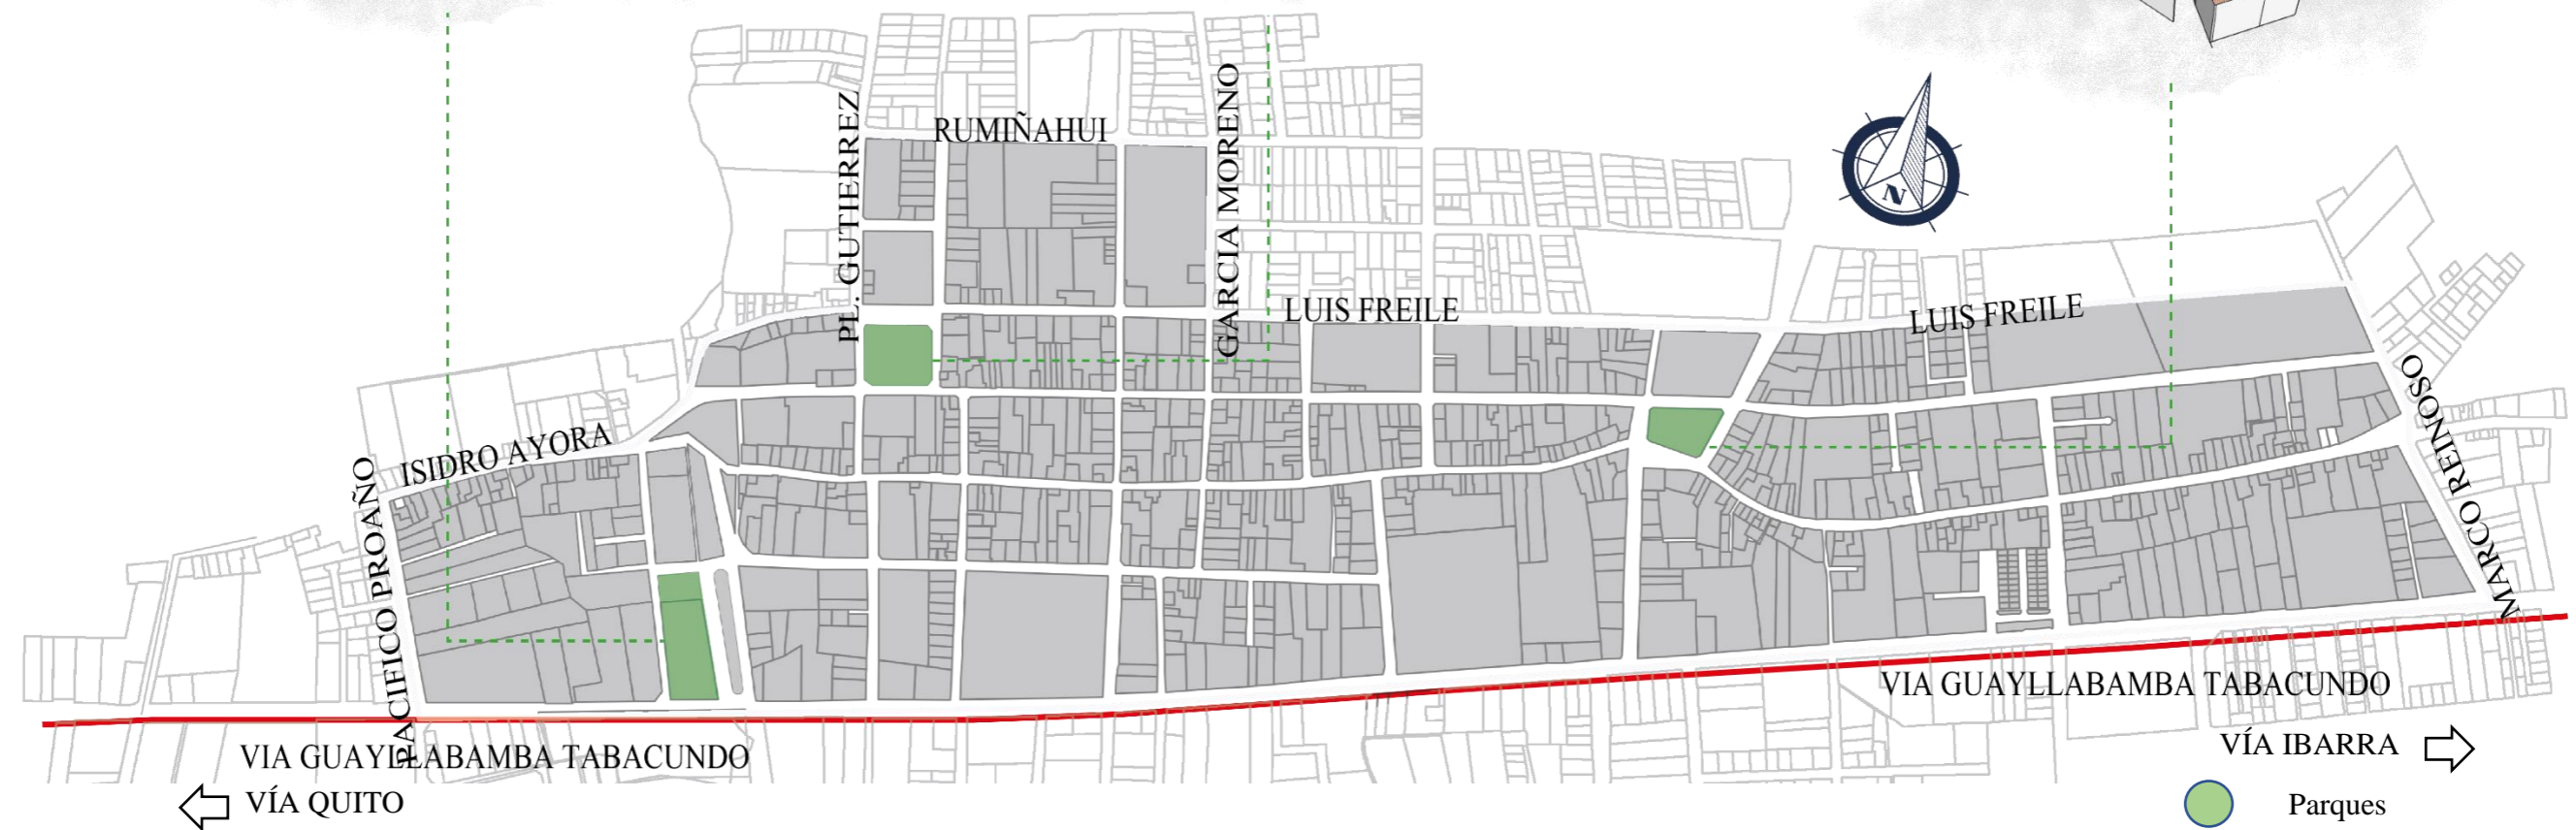 PL. GUTIERREZ
RUMIÑAHUI
GARCIA MORENO
N
LUIS FREILE
LUIS FREILE
ISIDRO AYORA
PACIFICO PROAÑO
MARCO REINOSO
VIA GUAYLLABAMBA TABACUNDO
VIA GUAYLLABAMBA TABACUNDO
VÍA IBARRA
VÍA QUITO
Parques